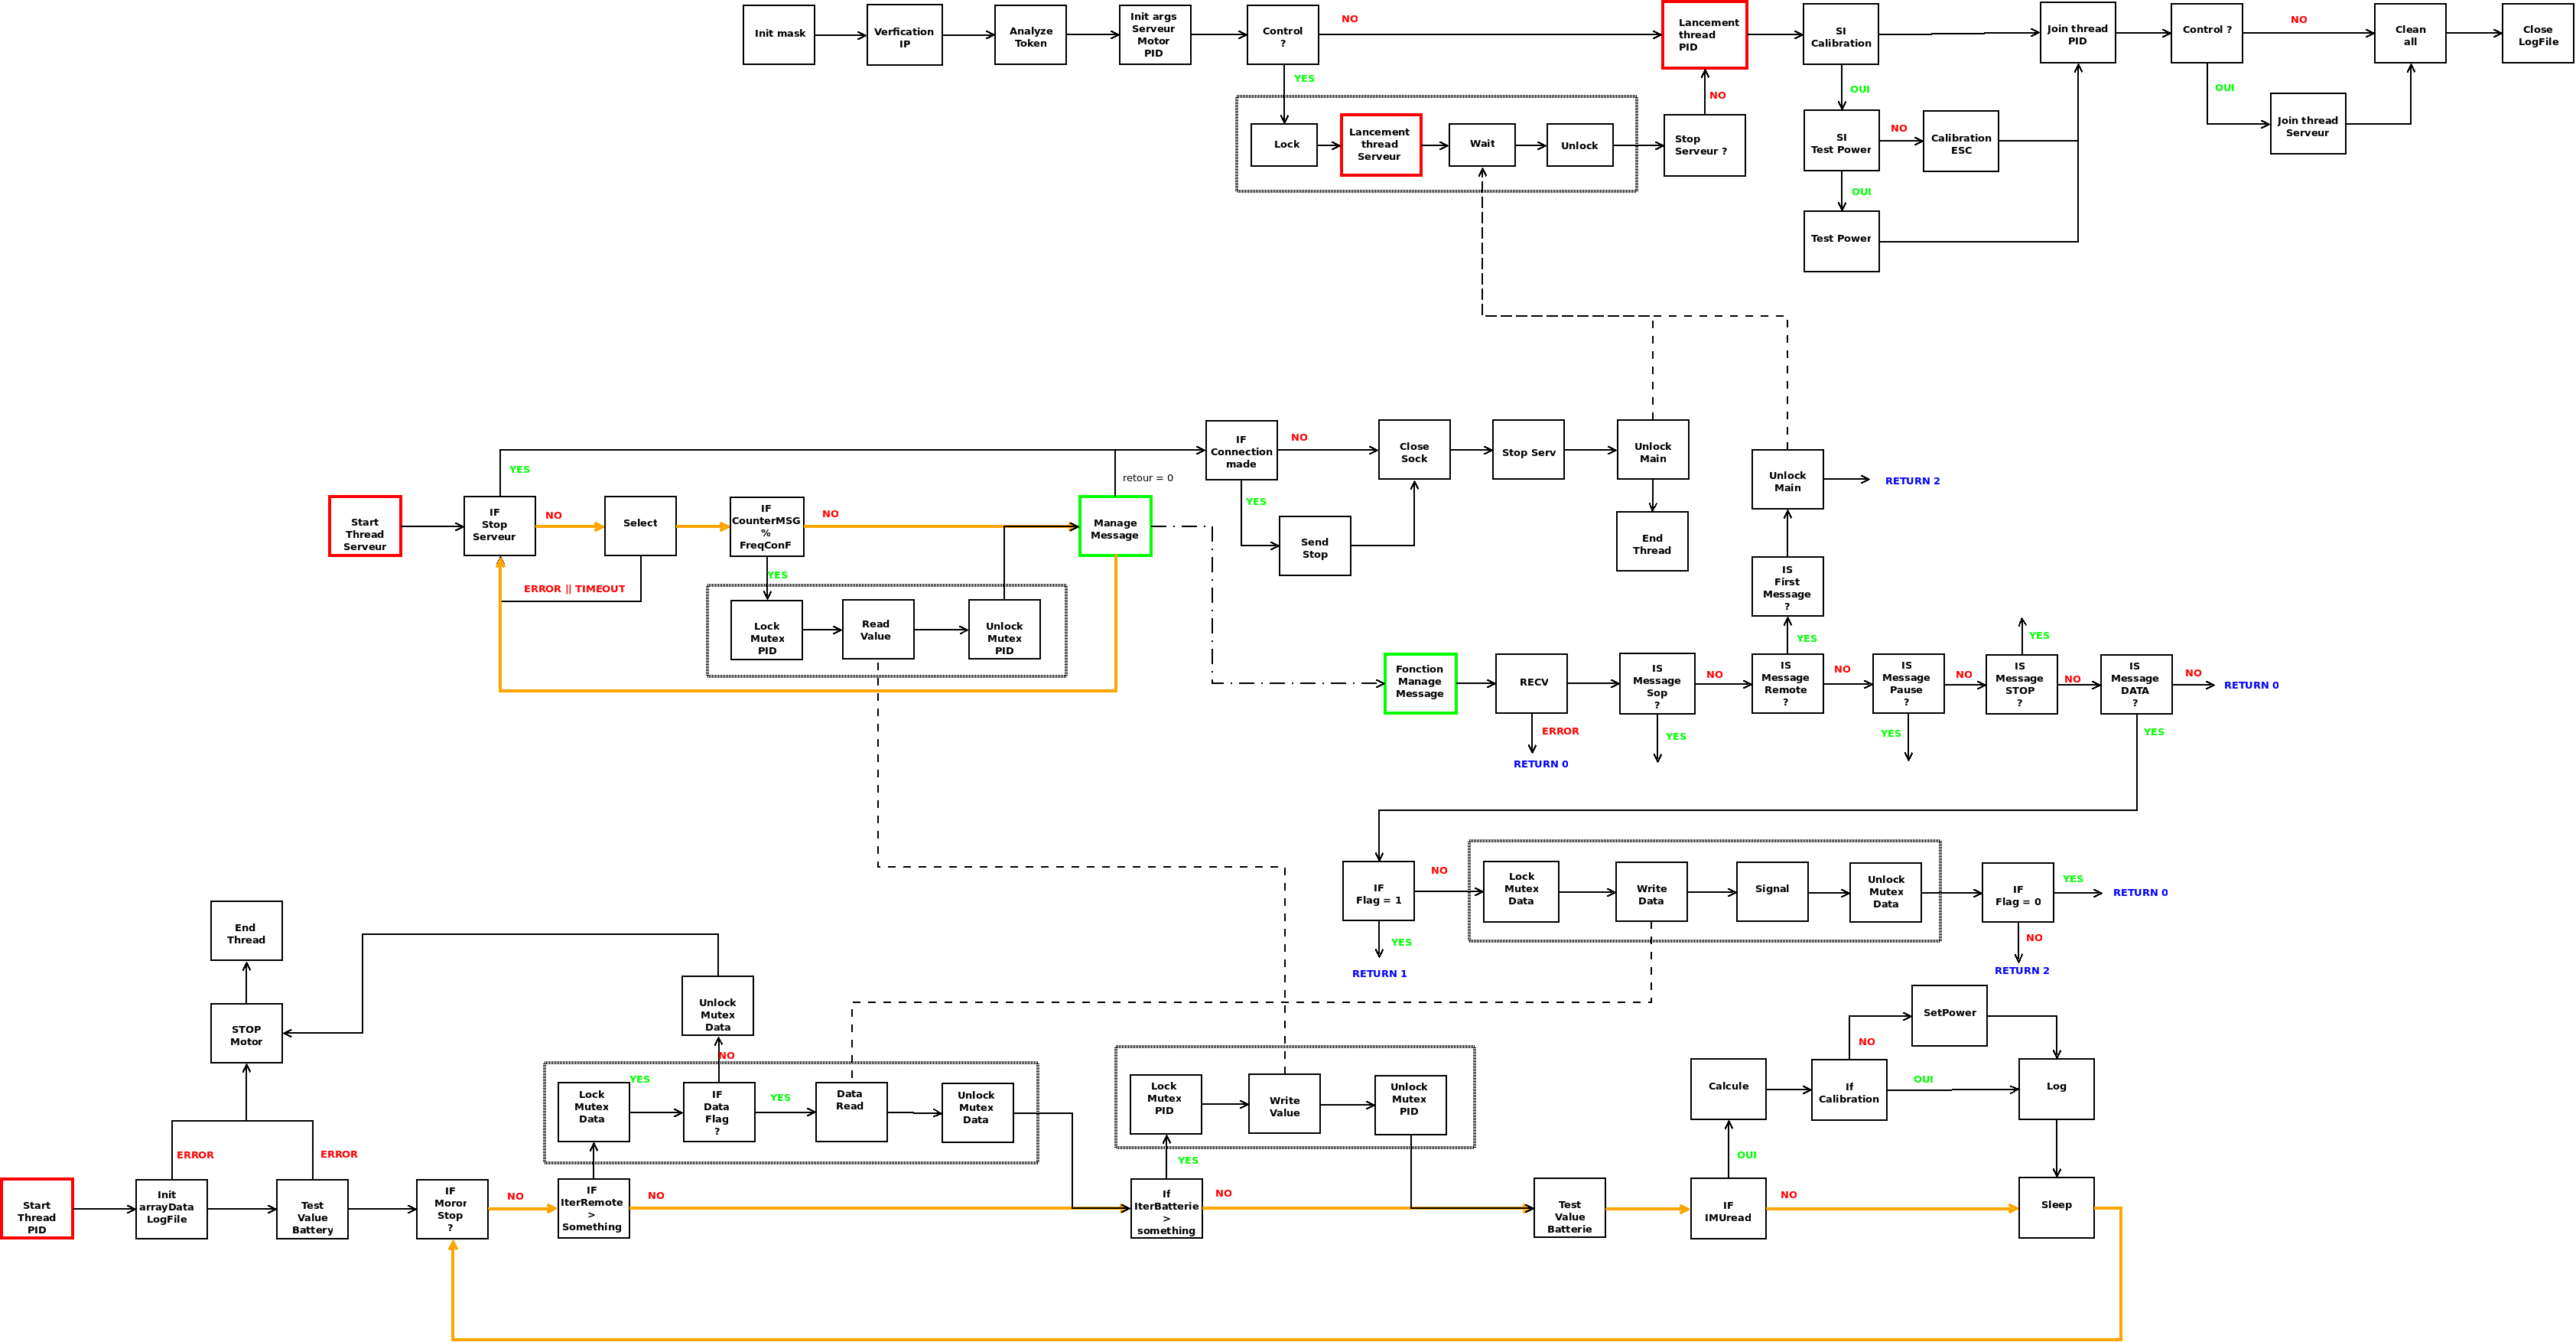 Init mask
Verfication
IP
Analyze
Token
Init args
Serveur
Motor
PID
Control
?
NO
YES
Lancement
thread
PID
SI
Calibration
Join thread
PID
Control ?
NO
Clean
all
Close
LogFile
OUI
OUI
Join thread
Serveur
Lock
Lancement
thread
Serveur
Wait
Unlock
Stop
Serveur ?
NO
SI
Test Power
NO
Calibration
ESC
OUI
Test Power
Start
Thread
Serveur
IF
Stop
Serveur
YES
NO
Select
ERROR || TIMEOUT
IF
CounterMSG
%
FreqConF
NO
YES
Manage
Message
retour = 0
Lock
Mutex
PID
Read
Value
Unlock
Mutex
PID
IF
Connection
made
NO
YES
Close
Sock
Stop Serv
Unlock
Main
Send
Stop
End
Thread
Unlock
Main
RETURN 2
IS
First
Message
?
YES
Fonction
Manage
Message
RECV
ERROR
RETURN 0
IS
Message
Sop
?
NO
YES
IS
Message
Remote
?
NO
IS
Message
Pause
?
NO
YES
IS
Message
STOP
?
YES
NO
IS
Message
DATA
?
NO
RETURN 0
YES
IF
Flag = 1
NO
YES
RETURN 1
Lock
Mutex
Data
Write
Data
Signal
Unlock
Mutex
Data
IF
Flag = 0
YES
RETURN 0
NO
RETURN 2
End
Thread
STOP
Motor
ERROR
ERROR
Unlock
Mutex
Data
NO
Lock
Mutex
Data
YES
IF
Data
Flag
?
YES
Data
Read
Unlock
Mutex
Data
Lock
Mutex
PID
Write
Value
Unlock
Mutex
PID
YES
SetPower
NO
Calcule
If
Calibration
OUI
Log
OUI
Start
Thread
PID
Init
arrayData
LogFile
Test
Value
Battery
IF
Moror
Stop
?
NO
IF
IterRemote
>
Something
NO
If
IterBatterie
>
something
NO
Test
Value
Batterie
IF
IMUread
NO
Sleep